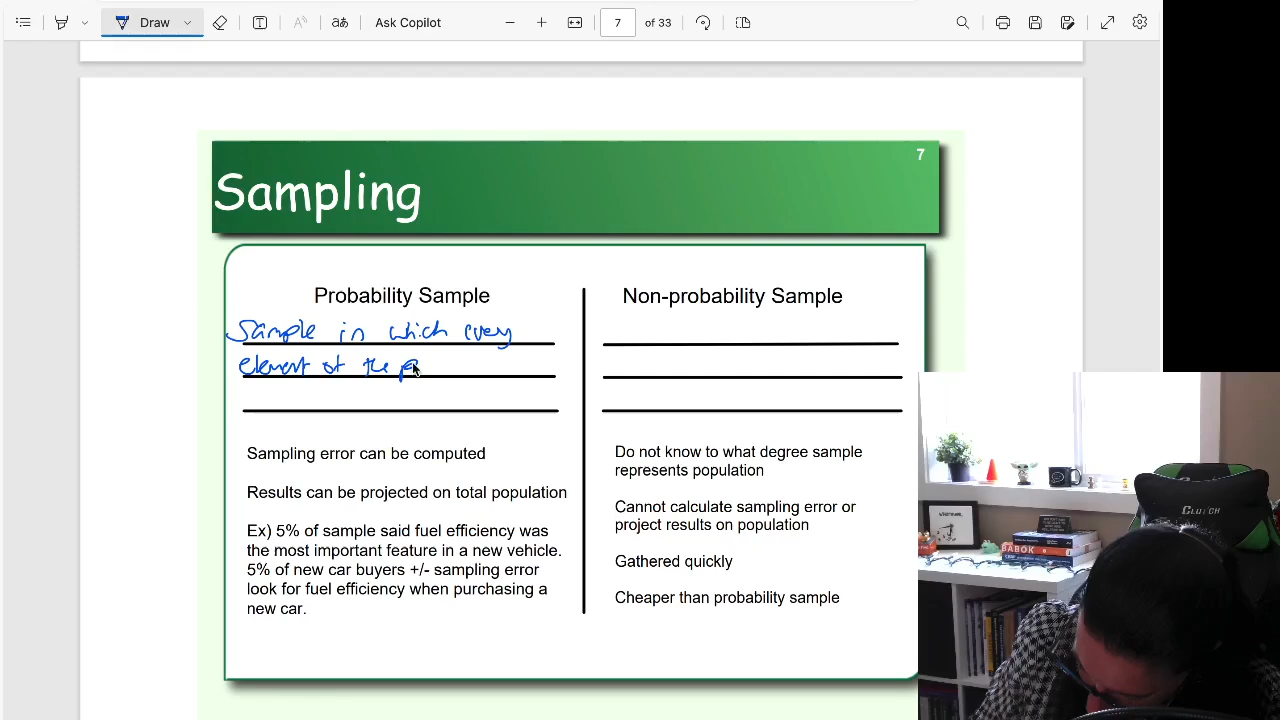 Draw
Ask Copilot
7
of 33
7
Sampling
Probability Sample
Sample in which every
element of the p
Sampling error can be computed
Results can be projected on total population
Ex) 5% of sample said fuel efficiency was
the most important feature in a new vehicle.
5% of new car buyers +/- sampling error
look for fuel efficiency when purchasing a
new car.
Non-probability Sample
Do not know to what degree sample
represents population
Cannot calculate sampling error or
project results on population
Gathered quickly
Cheaper than probability sample
CLUTCH
BABOK